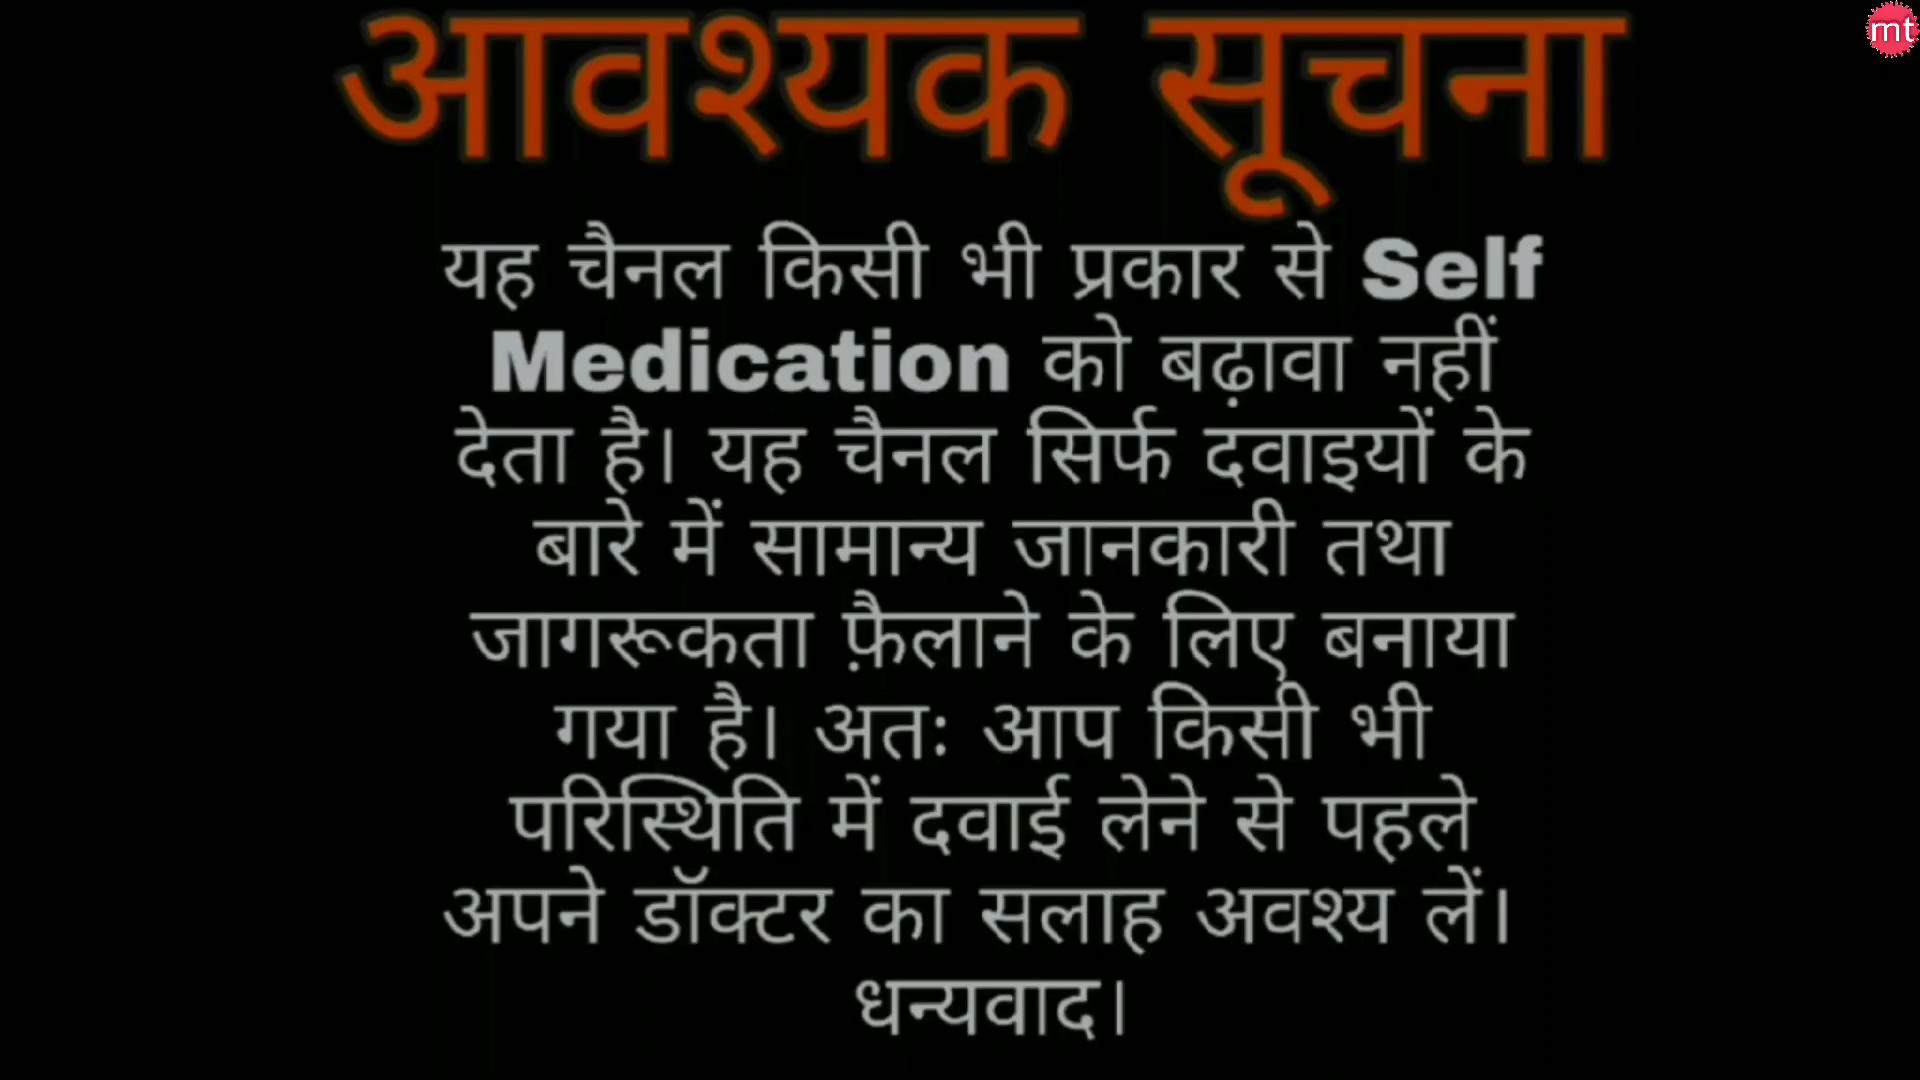 आवश्यक सूचना
mt
यह चैनल किसी भी प्रकार से Self
Medication को बढ़ावा नहीं
देता है। यह चैनल सिर्फ दवाइयों के
बारे में सामान्य जानकारी तथा
जागरूकता फ़ैलाने के लिए बनाया
गया है। अतः आप किसी भी
परिस्थिति में दवाई लेने से पहले
अपने डॉक्टर का सलाह अवश्य लें।
धन्यवाद।